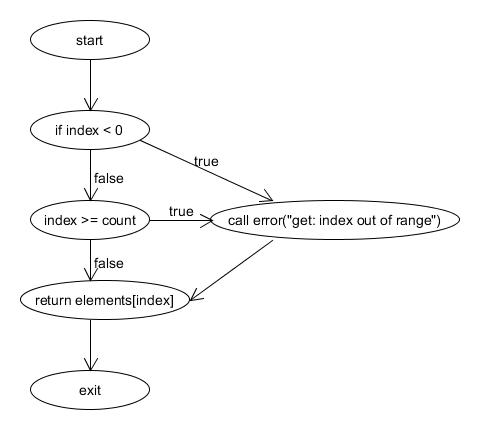 start
if index < 0
true
false
index >= count
true
call error("get: index out of range")
false
return elements[index]
exit